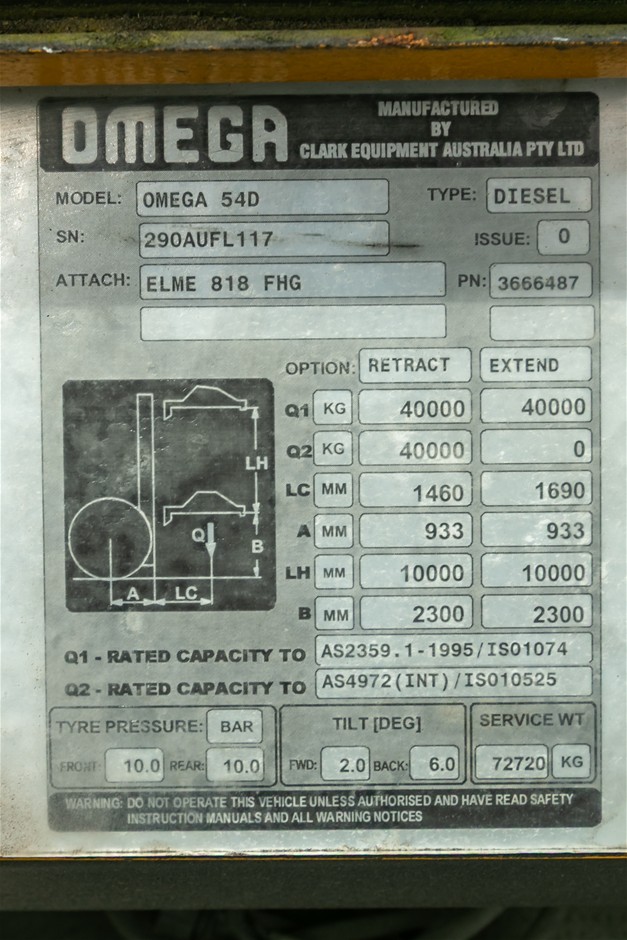 OMEGA
MANUFACTURED
BY
CLARK EQUIPMENT AUSTRALIA PTY LTD
MODEL: OMEGA 54D TYPE: DIESEL
SN: 290AUFL117 ISSUE: 0
ATTACH: ELME 818 FHG PN: 3666487
OPTION: RETRACT EXTEND
Q1 KG 40000 40000
Q2 KG 40000 0
LC MM 1460 1690
A MM 933 933
LH MM 10000 10000
B MM 2300 2300
LH
Q B
A LC
Q1 - RATED CAPACITY TO AS2359.1-1995/ISO1074
Q2 - RATED CAPACITY TO AS4972(INT)/ISO10525
TYRE PRESSURE: BAR TILT [DEG] SERVICE WT
FRONT: 10.0 REAR: 10.0 FWD: 2.0 BACK: 6.0 72720 KG
WARNING: DO NOT OPERATE THIS VEHICLE UNLESS AUTHORISED AND HAVE READ SAFETY
INSTRUCTION MANUALS AND ALL WARNING NOTICES